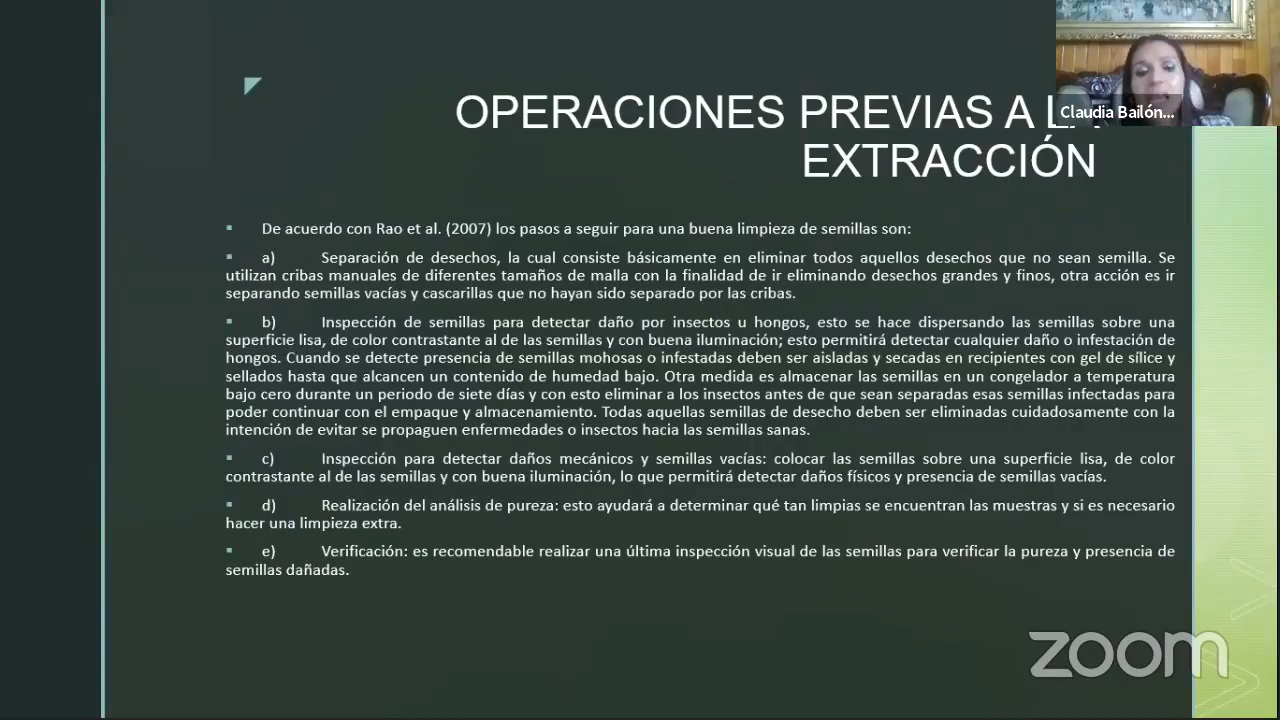 OPERACIONES PREVIAS A LA
EXTRACCIÓN
Claudia Bailón...
▪ De acuerdo con Rao et al. (2007) los pasos a seguir para una buena limpieza de semillas son:
▪ a) Separación de desechos, la cual consiste básicamente en eliminar todos aquellos desechos que no sean semilla. Se
utilizan cribas manuales de diferentes tamaños de malla con la finalidad de ir eliminando desechos grandes y finos, otra acción es ir
separando semillas vacías y cascarillas que no hayan sido separado por las cribas.
▪ b) Inspección de semillas para detectar daño por insectos u hongos, esto se hace dispersando las semillas sobre una
superficie lisa, de color contrastante al de las semillas y con buena iluminación; esto permitirá detectar cualquier daño o infestación de
hongos. Cuando se detecte presencia de semillas mohosas o infestadas deben ser aisladas y secadas en recipientes con gel de sílice y
sellados hasta que alcancen un contenido de humedad bajo. Otra medida es almacenar las semillas en un congelador a temperatura
bajo cero durante un periodo de siete días y con esto eliminar a los insectos antes de que sean separadas esas semillas infectadas para
poder continuar con el empaque y almacenamiento. Todas aquellas semillas de desecho deben ser eliminadas cuidadosamente con la
intención de evitar se propaguen enfermedades o insectos hacia las semillas sanas.
▪ c) Inspección para detectar daños mecánicos y semillas vacías: colocar las semillas sobre una superficie lisa, de color
contrastante al de las semillas y con buena iluminación, lo que permitirá detectar daños físicos y presencia de semillas vacías.
▪ d) Realización del análisis de pureza: esto ayudará a determinar qué tan limpias se encuentran las muestras y si es necesario
hacer una limpieza extra.
▪ e) Verificación: es recomendable realizar una última inspección visual de las semillas para verificar la pureza y presencia de
semillas dañadas.
zoom